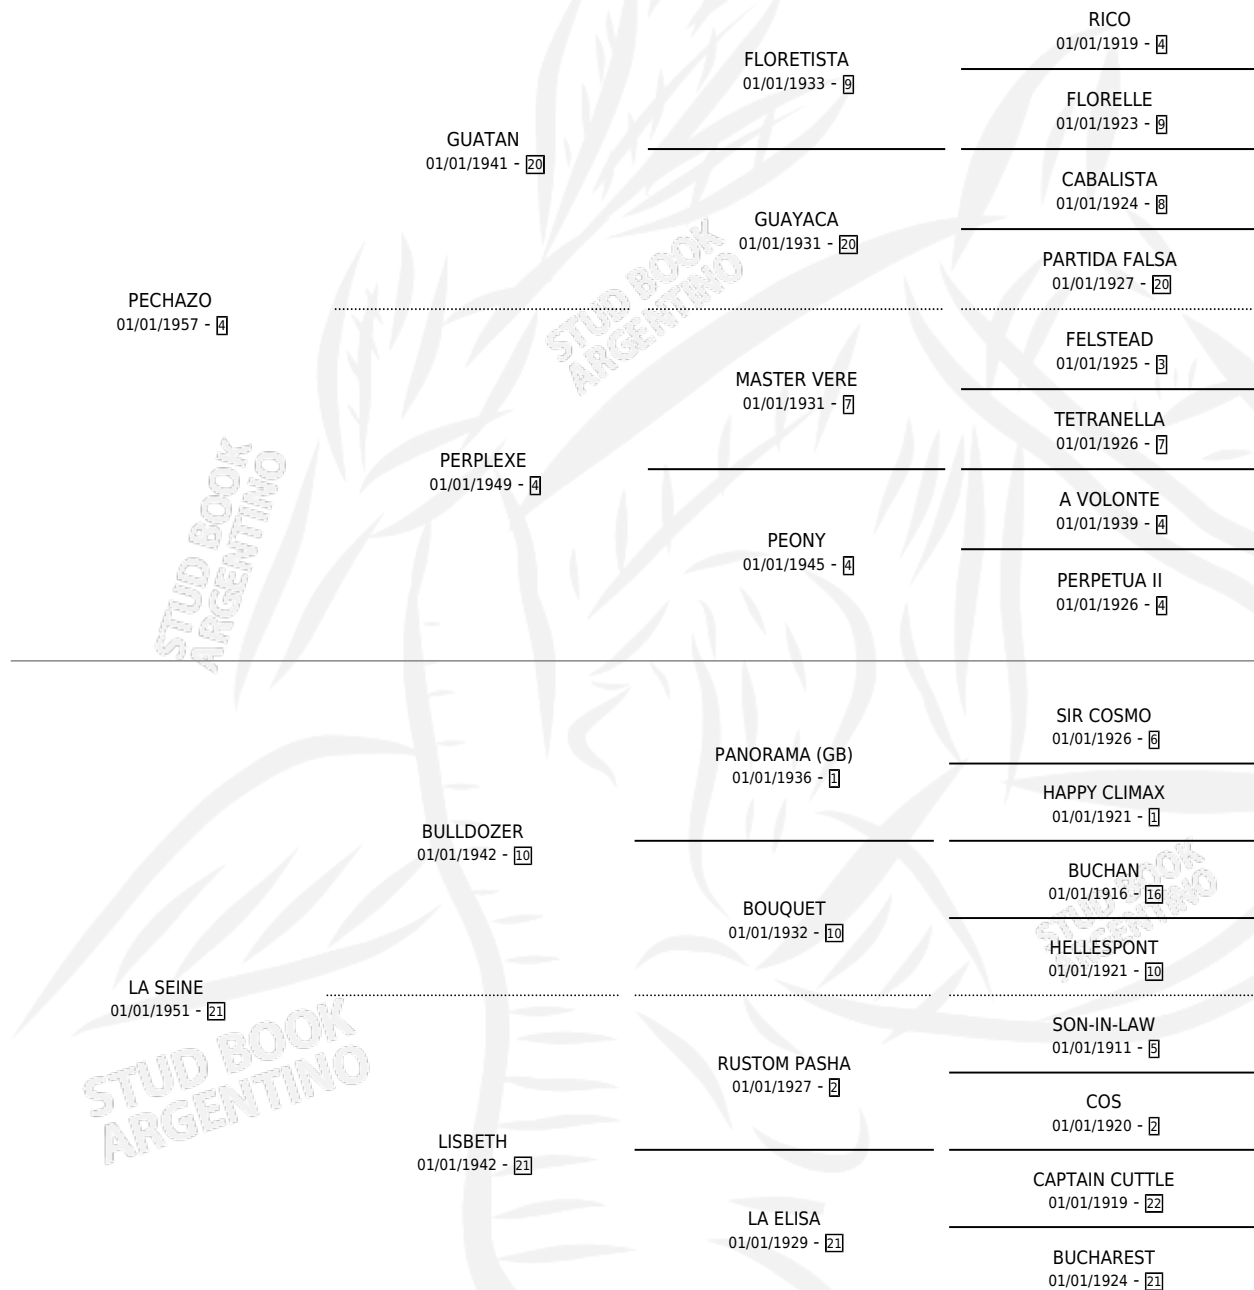 RICO
01/01/1919 - 4
FLORETISTA
01/01/1933 - 9
FLORELLE
01/01/1923 - 9
GUATAN
01/01/1941 - 20
CABALISTA
01/01/1924 - 8
GUAYACA
01/01/1931 - 20
PARTIDA FALSA
01/01/1927 - 20
PECHAZO
01/01/1957 - 4
STUD BOOK
ARGENTINO
FELSTEAD
01/01/1925 - 3
MASTER VERE
01/01/1931 - 7
TETRANELLA
01/01/1926 - 7
PERPLEXE
01/01/1949 - 4
A VOLONTE
01/01/1939 - 4
PEONY
01/01/1945 - 4
PERPETUA II
01/01/1926 - 4
STUD BOOK
ARGENTINO
SIR COSMO
01/01/1926 - 6
PANORAMA (GB)
01/01/1936 - 1
HAPPY CLIMAX
01/01/1921 - 1
BULLDOZER
01/01/1942 - 10
BUCHAN
01/01/1916 - 16
BOUQUET
01/01/1932 - 10
STUD BOOK
ARGENTINO
HELLESPONT
01/01/1921 - 10
LA SEINE
01/01/1951 - 21
SON-IN-LAW
01/01/1911 - 5
RUSTOM PASHA
01/01/1927 - 2
STUD BOOK
ARGENTINO
COS
01/01/1920 - 2
LISBETH
01/01/1942 - 21
CAPTAIN CUTTLE
01/01/1919 - 22
LA ELISA
01/01/1929 - 21
BUCHAREST
01/01/1924 - 21